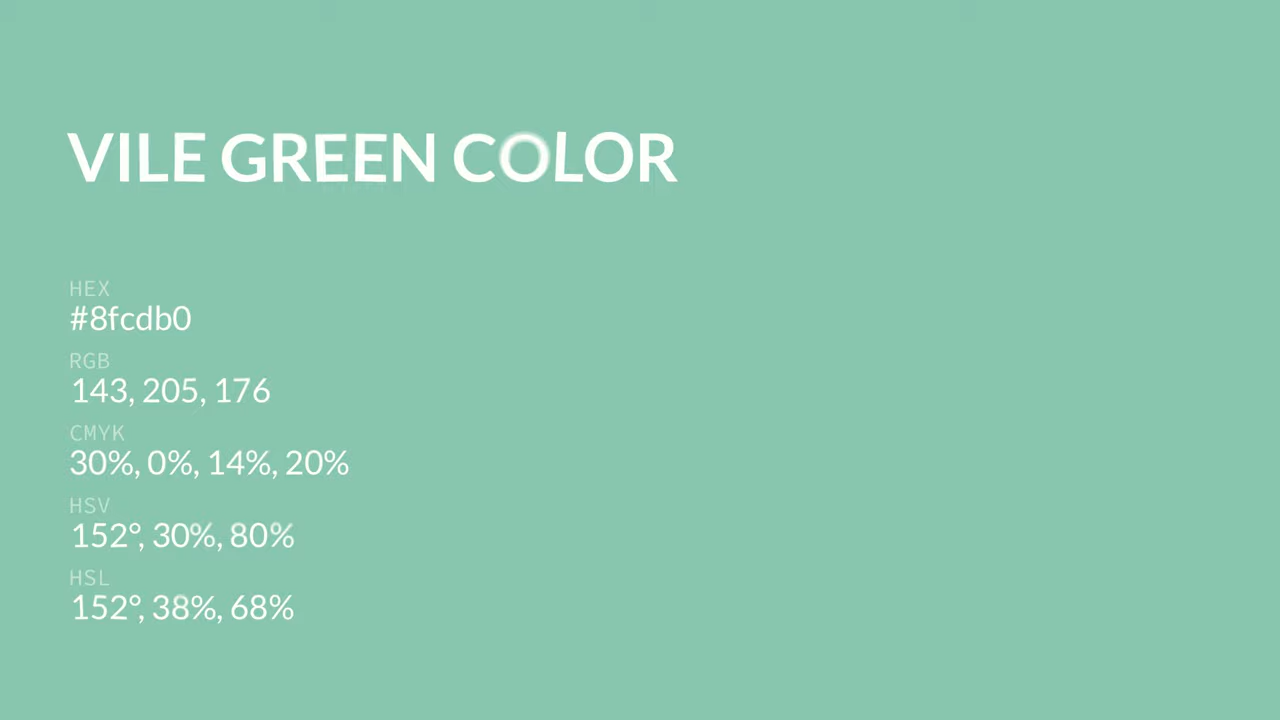 VILE GREEN COLOR
HEX
#8fcdb0
RGB
143, 205, 176
CMYK
30%, 0%, 14%, 20%
HSV
152°, 30%, 80%
HSL
152°, 38%, 68%